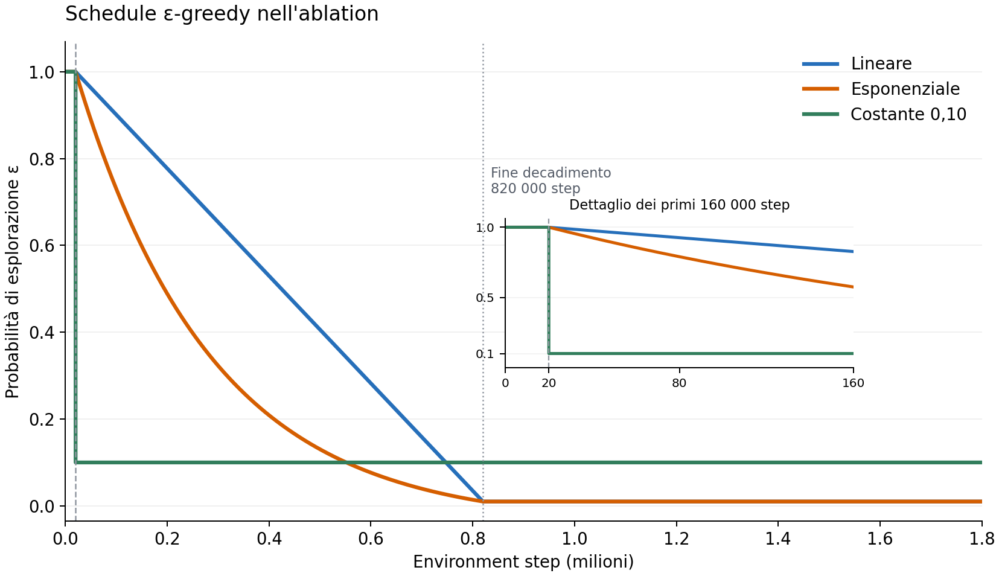 Schedule ε-greedy nell'ablation
Lineare
Esponenziale
Costante 0,10
Probabilità di esplorazione ε
1.0
0.8
0.6
0.4
0.2
0.0
Fine decadimento
820 000 step
Dettaglio dei primi 160 000 step
1.0
0.5
0.1
0 20 80 160
0.0 0.2 0.4 0.6 0.8 1.0 1.2 1.4 1.6 1.8
Environment step (milioni)